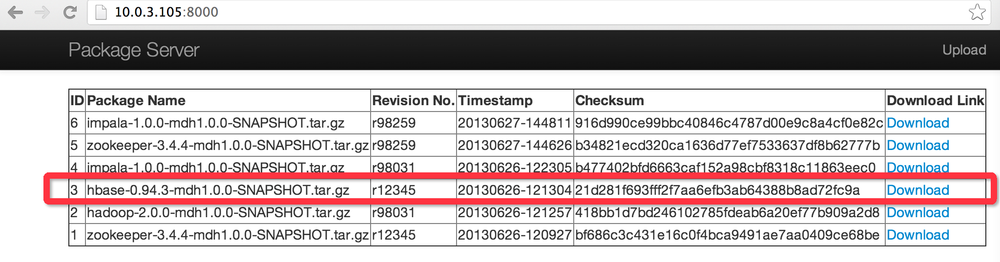 10.0.3.105:8000
Package Server Upload
ID Package Name Revision No. Timestamp Checksum Download Link
6 impala-1.0.0-mdh1.0.0-SNAPSHOT.tar.gz r98259 20130627-144811 916d990ce99bbc40846c4787d00e9c8a4cf0e82c Download
5 zookeeper-3.4.4-mdh1.0.0-SNAPSHOT.tar.gz r98259 20130627-144626 b34821ecd320ca1636d77ef7533637df8b62777b Download
4 impala-1.0.0-mdh1.0.0-SNAPSHOT.tar.gz r98031 20130626-122305 b477402bfd6663caf152a98cbf8318c11863eec0 Download
3 hbase-0.94.3-mdh1.0.0-SNAPSHOT.tar.gz r12345 20130626-121304 21d281f693fff2f7aa6efb3ab64388b8ad72fc9a Download
2 hadoop-2.0.0-mdh1.0.0-SNAPSHOT.tar.gz r98031 20130626-121257 418bb1d7bd246102785fdeab6a20ef77b909a2d8 Download
1 zookeeper-3.4.4-mdh1.0.0-SNAPSHOT.tar.gz r12345 20130626-120927 bf686c3c431e16c0f4bca9491ae7aa0409ce68be Download